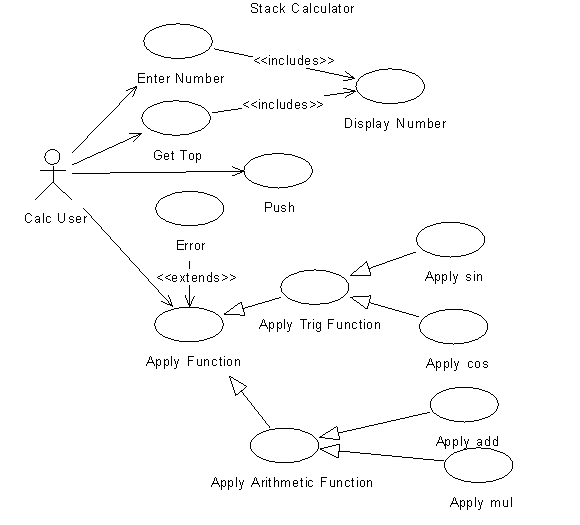 Stack Calculator
<<includes>>
Enter Number
<<includes>>
Display Number
Get Top
Push
Calc User
Error
<<extends>>
Apply sin
Apply Trig Function
Apply Function
Apply cos
Apply add
Apply Arithmetic Function
Apply mul